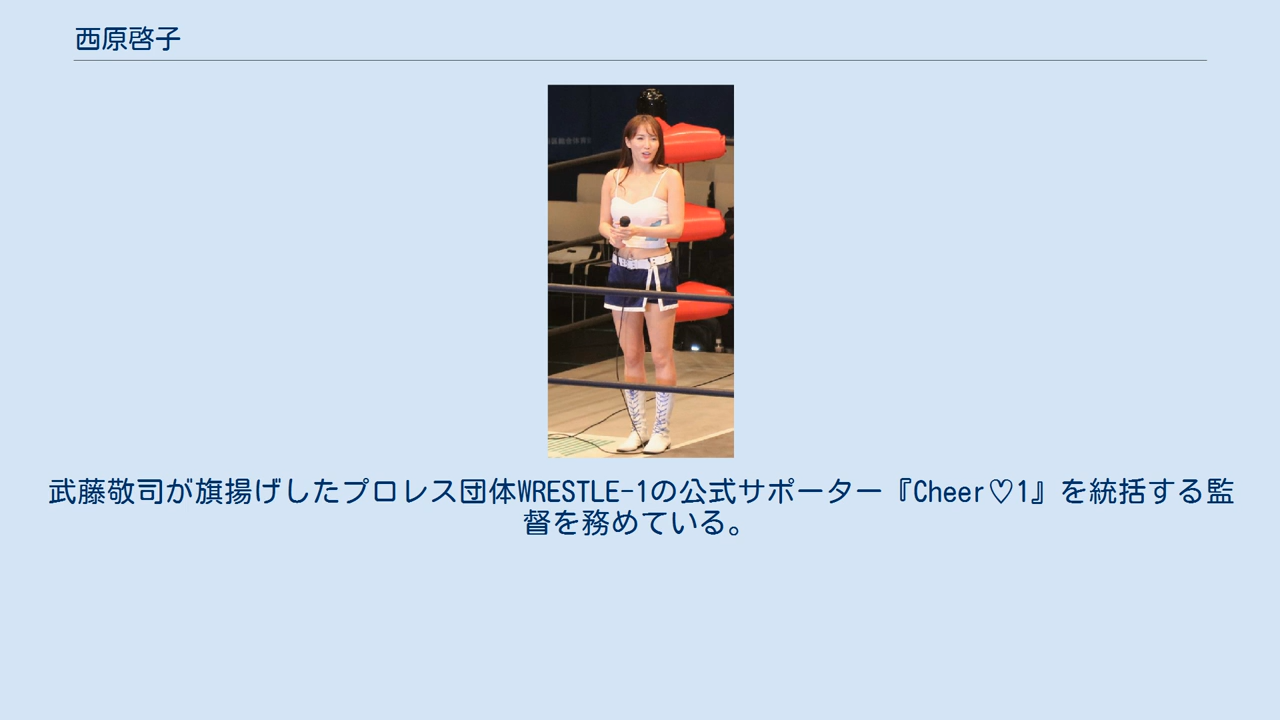 西原啓子
武藤敬司が旗揚げしたプロレス団体WRESTLE-1の公式サポーター『Cheer♡1』を統括する監
督を務めている。